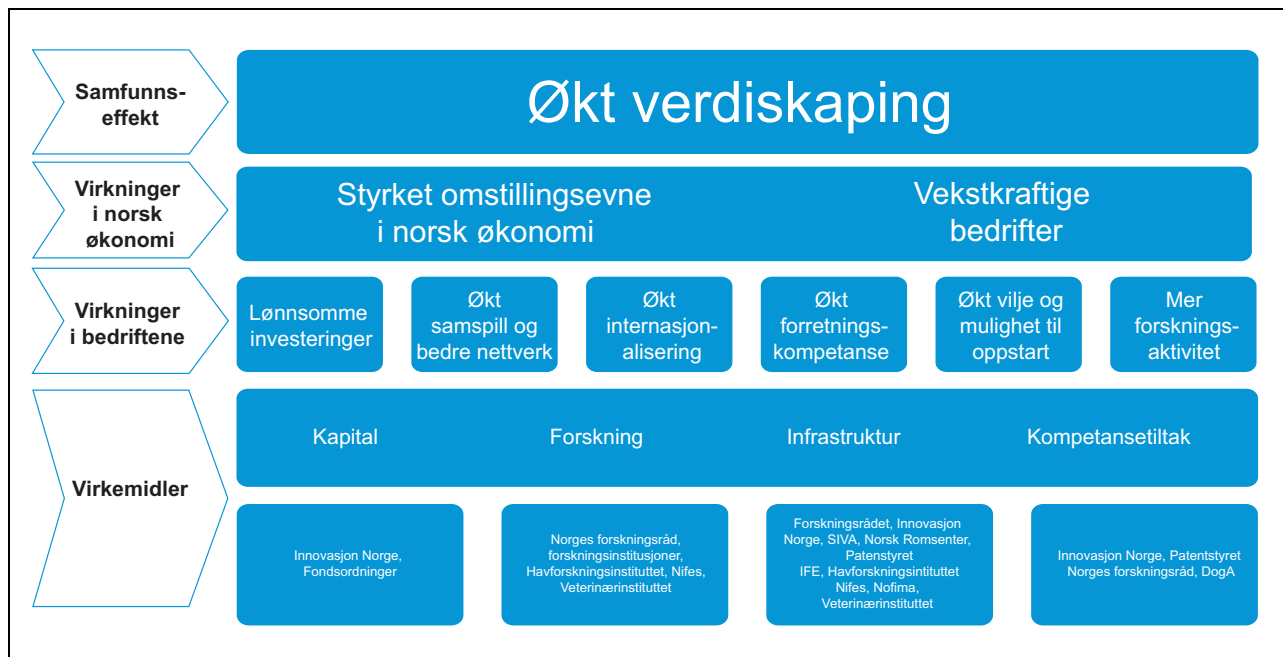 Samfunns-
effekt
Økt verdiskaping
Virkninger
i norsk
økonomi
Styrket omstillingsevne
i norsk økonomi
Vekstkraftige
bedrifter
Virkninger
i bedriftene
Lønnsomme
investeringer
Økt
samspill og
bedre nettverk
Økt
internasjon-
alisering
Økt
forretnings-
kompetanse
Økt vilje og
mulighet til
oppstart
Mer
forsknings-
aktivitet
Virkemidler
Kapital
Forskning
Infrastruktur
Kompetansetiltak
Innovasjon Norge,
Fondsordninger
Norges forskningsråd,
forskningsinstitusjoner,
Havforskningsinstituttet, Nifes,
Veterinærinstituttet
Forskningsrådet, Innovasjon
Norge, SIVA, Norsk Romsenter,
Patenstyret
IFE, Havforskningsintituttet
Nifes, Nofima,
Veterinærinstituttet
Innovasjon Norge, Patentstyret
Norges forskningsråd, DogA